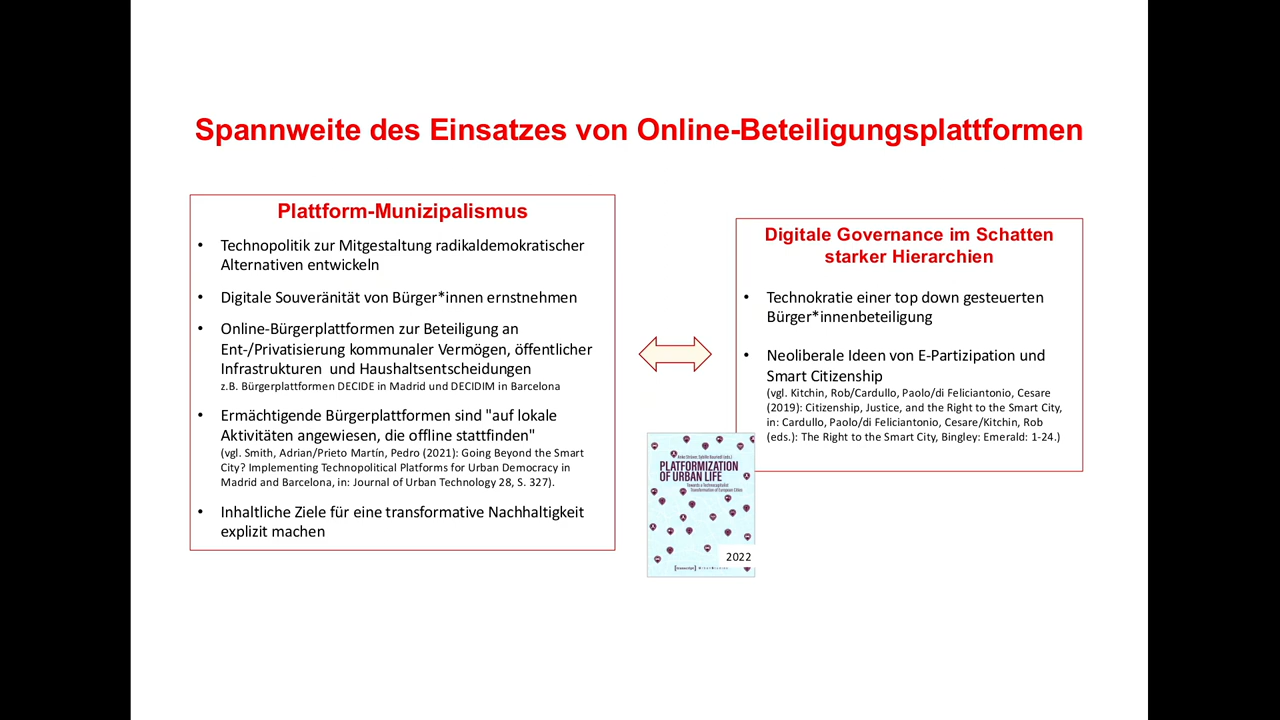 Spannweite des Einsatzes von Online-Beteiligungsplattformen
Plattform-Munizipalismus
• Technopolitik zur Mitgestaltung radikaldemokratischer
Alternativen entwickeln
• Digitale Souveränität von Bürger*innen ernstnehmen
• Online-Bürgerplattformen zur Beteiligung an
Ent-/Privatisierung kommunaler Vermögen, öffentlicher
Infrastrukturen und Haushaltsentscheidungen
z.B. Bürgerplattformen DECIDE in Madrid und DECIDIM in Barcelona
• Ermächtigende Bürgerplattformen sind "auf lokale
Aktivitäten angewiesen, die offline stattfinden"
(vgl. Smith, Adrian/Prieto Martín, Pedro (2021): Going Beyond the Smart
City? Implementing Technopolitical Platforms for Urban Democracy in
Madrid and Barcelona, in: Journal of Urban Technology 28, S. 327).
• Inhaltliche Ziele für eine transformative Nachhaltigkeit
explizit machen
Digitale Governance im Schatten
starker Hierarchien
• Technokratie einer top down gesteuerten
Bürger*innenbeteiligung
• Neoliberale Ideen von E-Partizipation und
Smart Citizenship
(vgl. Kitchin, Rob/Cardullo, Paolo/di Feliciantonio, Cesare
(2019): Citizenship, Justice, and the Right to the Smart City,
in: Cardullo, Paolo/di Feliciantonio, Cesare/Kitchin, Rob
(eds.): The Right to the Smart City, Bingley: Emerald: 1-24.)
PLATFORMIZATION
OF URBAN LIFE
Towards a Technocapitalist
Transformation of European Cities
2022